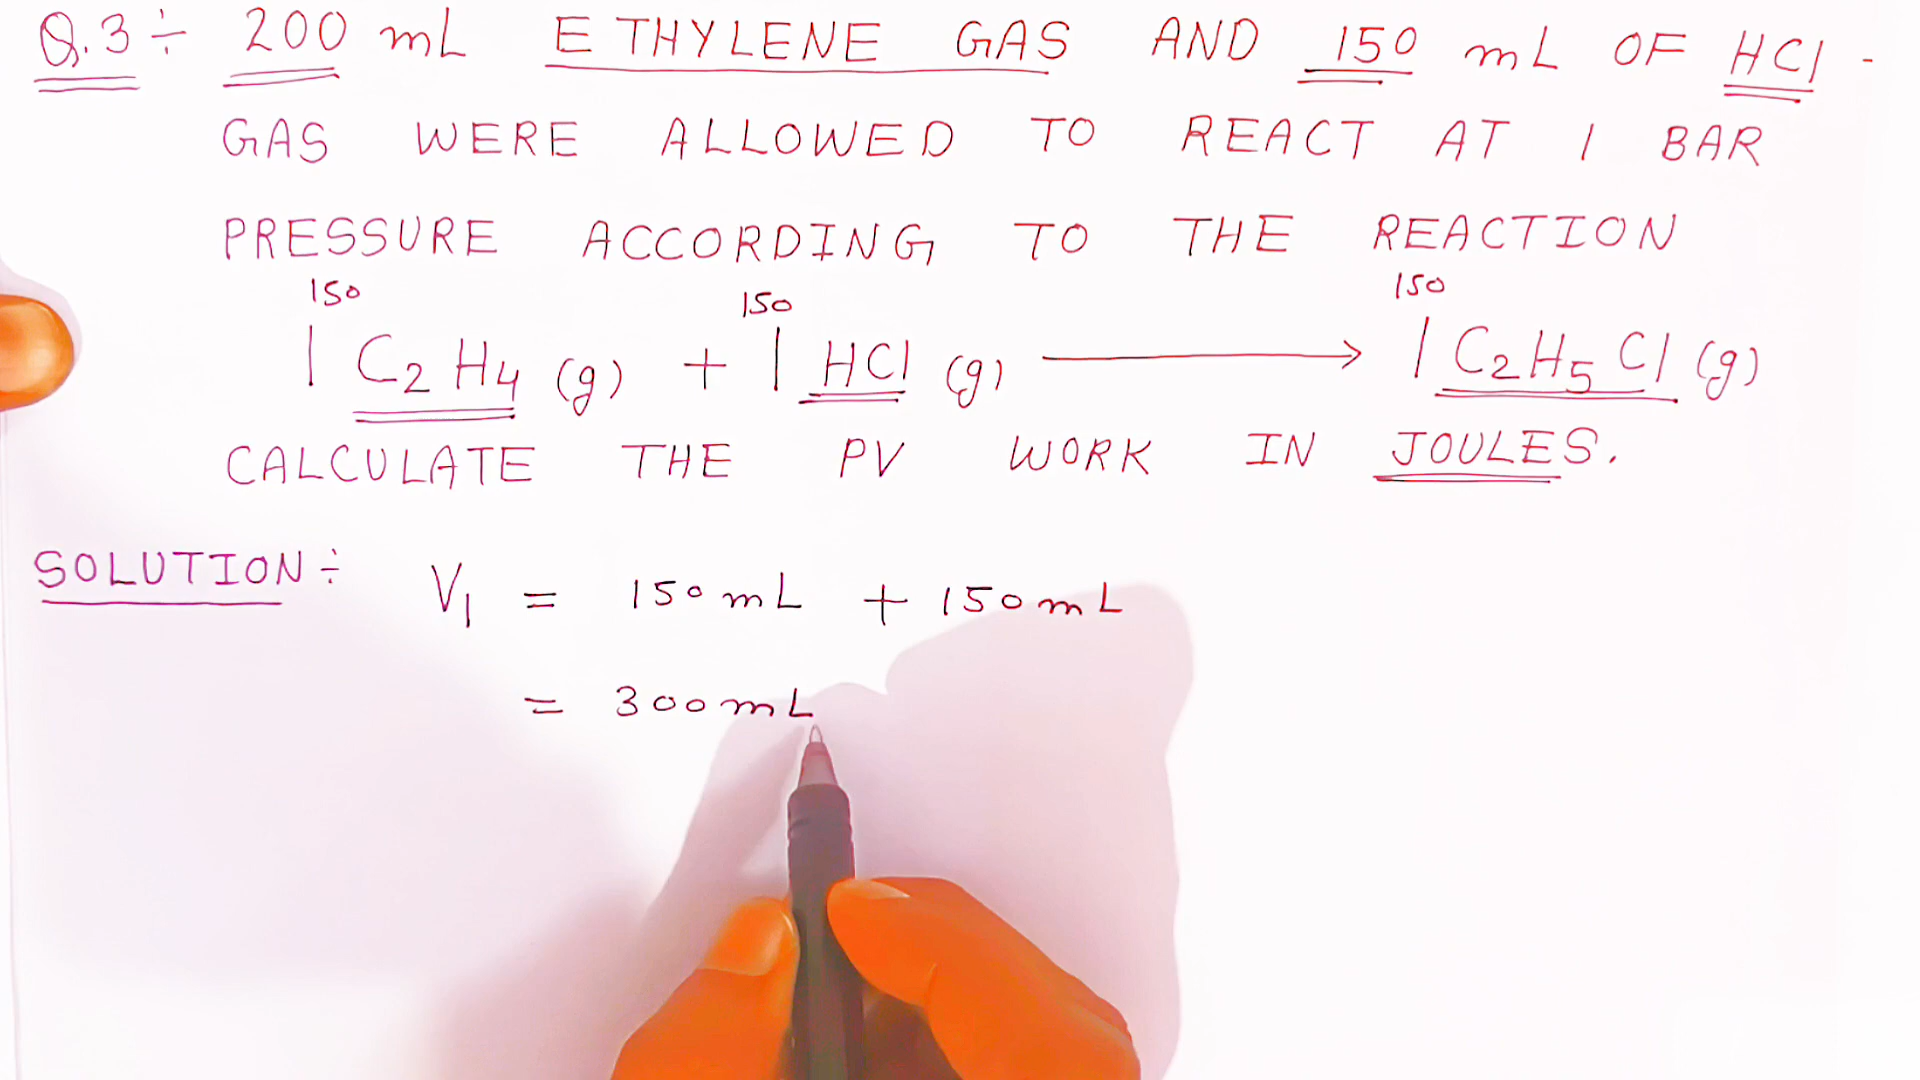 Q.3÷ 200 mL ETHYLENE GAS AND 150 mL OF HCl -
GAS WERE ALLOWED TO REACT AT 1 BAR
PRESSURE ACCORDING TO THE REACTION
150 150 150
1 C₂H₄ (g) + 1 HCl (g) ⟶ 1 C₂H₅Cl (g)
CALCULATE THE PV WORK IN JOULES.
SOLUTION÷ V₁ = 150 mL + 150 mL
= 300 mL